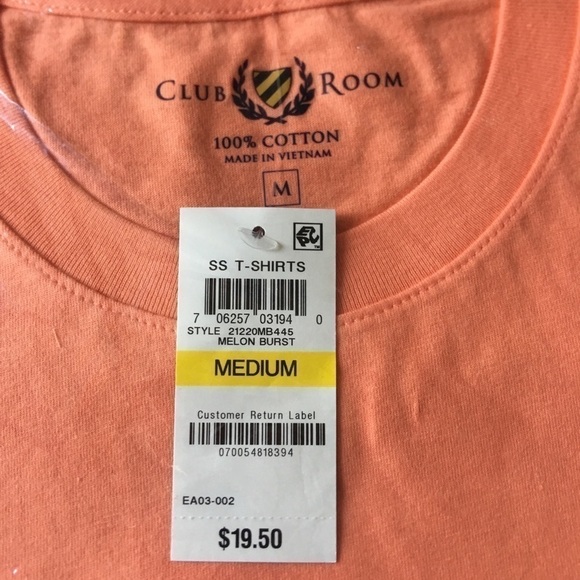 CLUB ROOM
100% COTTON
MADE IN VIETNAM
M
SS T-SHIRTS
7 06257 03194 0
STYLE 21220MB445
MELON BURST
MEDIUM
Customer Return Label
070054818394
EA03-002
$19.50